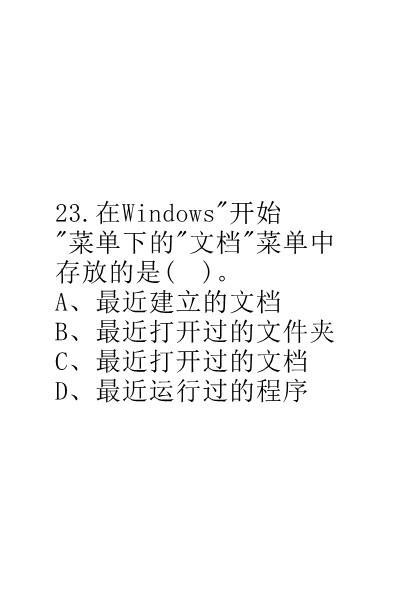 23.在Windows"开始
"菜单下的"文档"菜单中
存放的是(  )。
A、最近建立的文档
B、最近打开过的文件夹
C、最近打开过的文档
D、最近运行过的程序